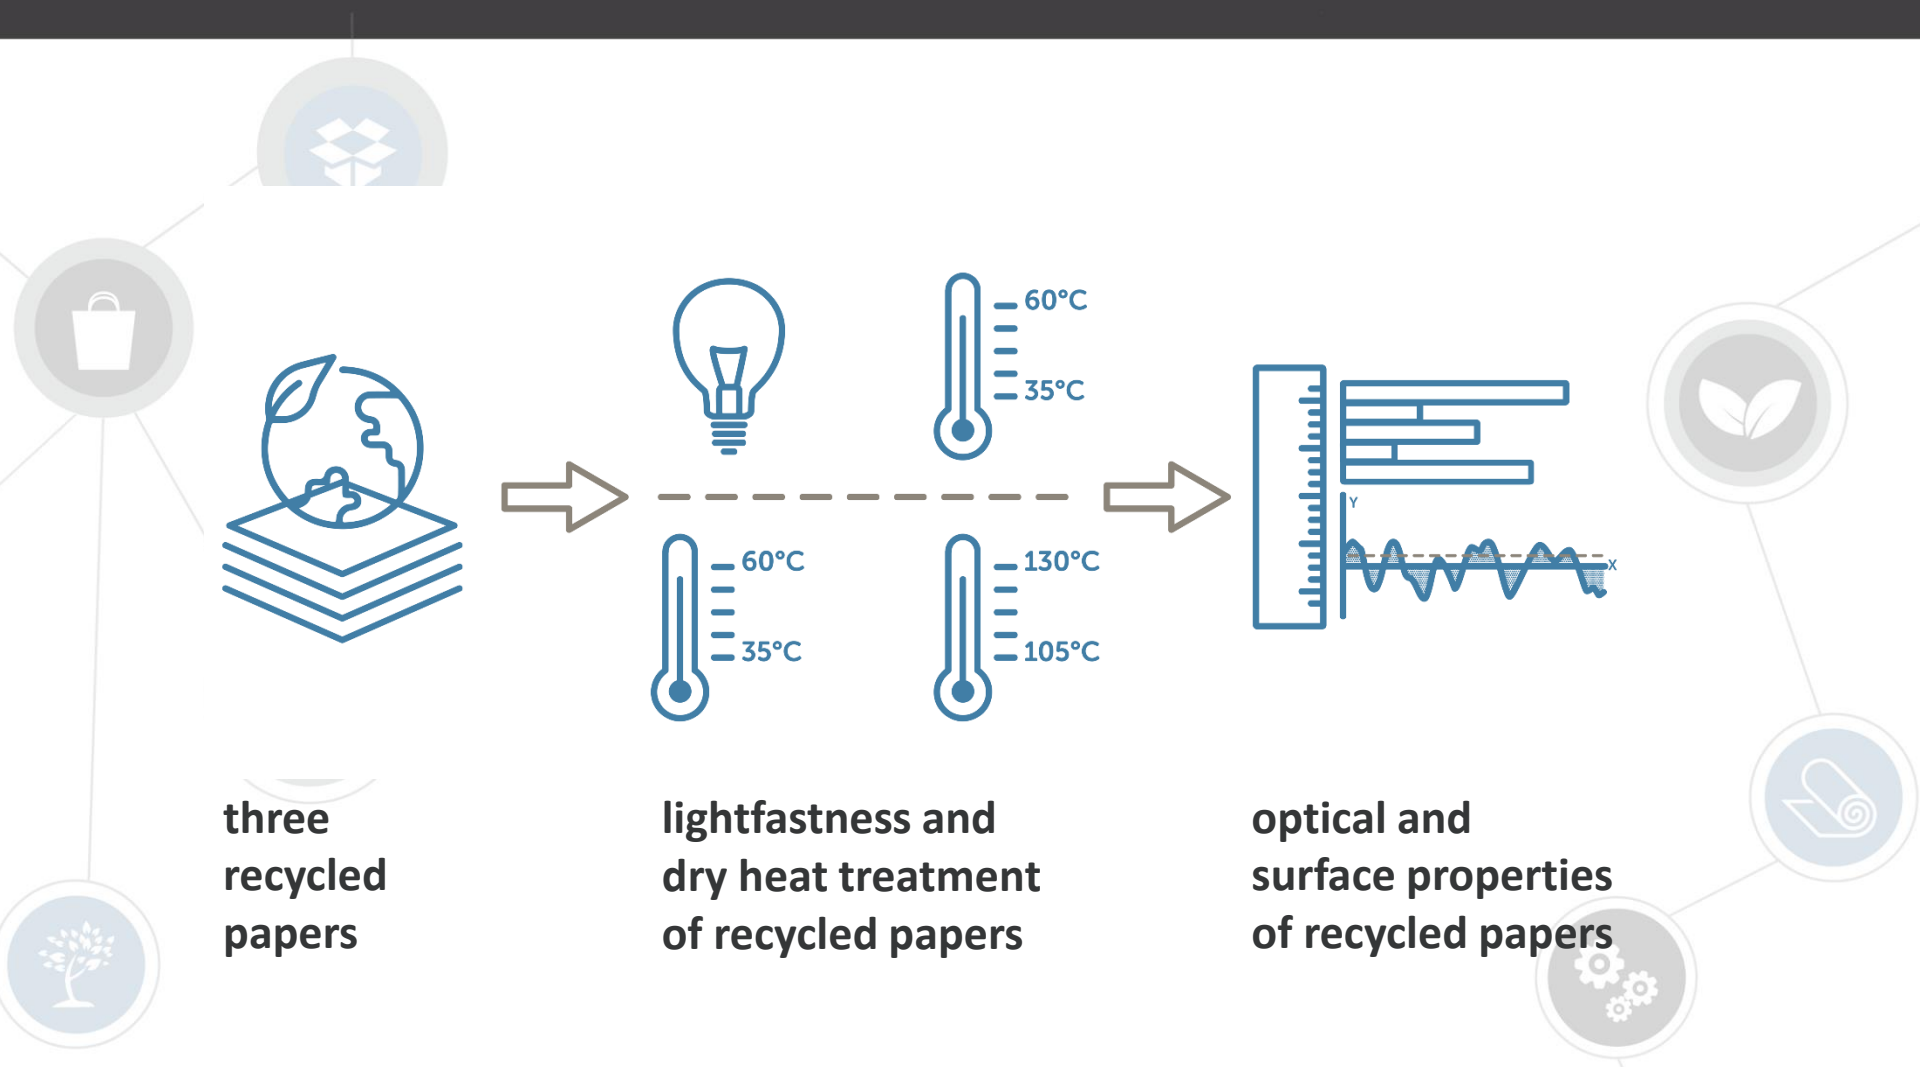 60°C
35°C
Y
X
60°C
35°C
130°C
105°C
three
recycled
papers
lightfastness and
dry heat treatment
of recycled papers
optical and
surface properties
of recycled papers